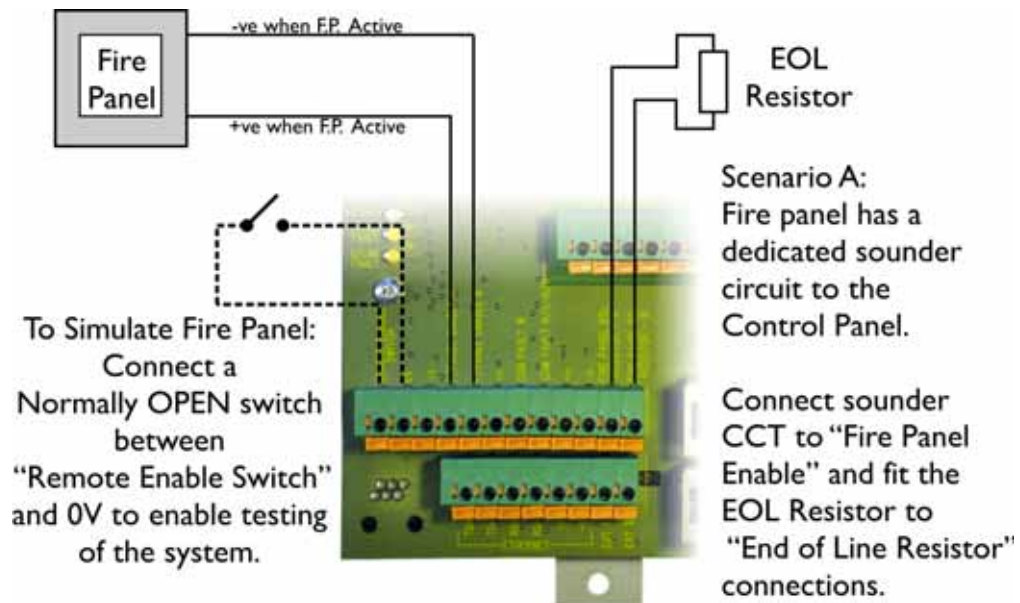 -ve when F.P. Active
Fire
Panel
+ve when F.P. Active
EOL
Resistor
Scenario A:
Fire panel has a
dedicated sounder
circuit to the
Control Panel.
To Simulate Fire Panel:
Connect a
Normally OPEN switch
between
“Remote Enable Switch”
and 0V to enable testing
of the system.
Connect sounder
CCT to “Fire Panel
Enable” and fit the
EOL Resistor to
“End of Line Resistor”
connections.
ETHERNET